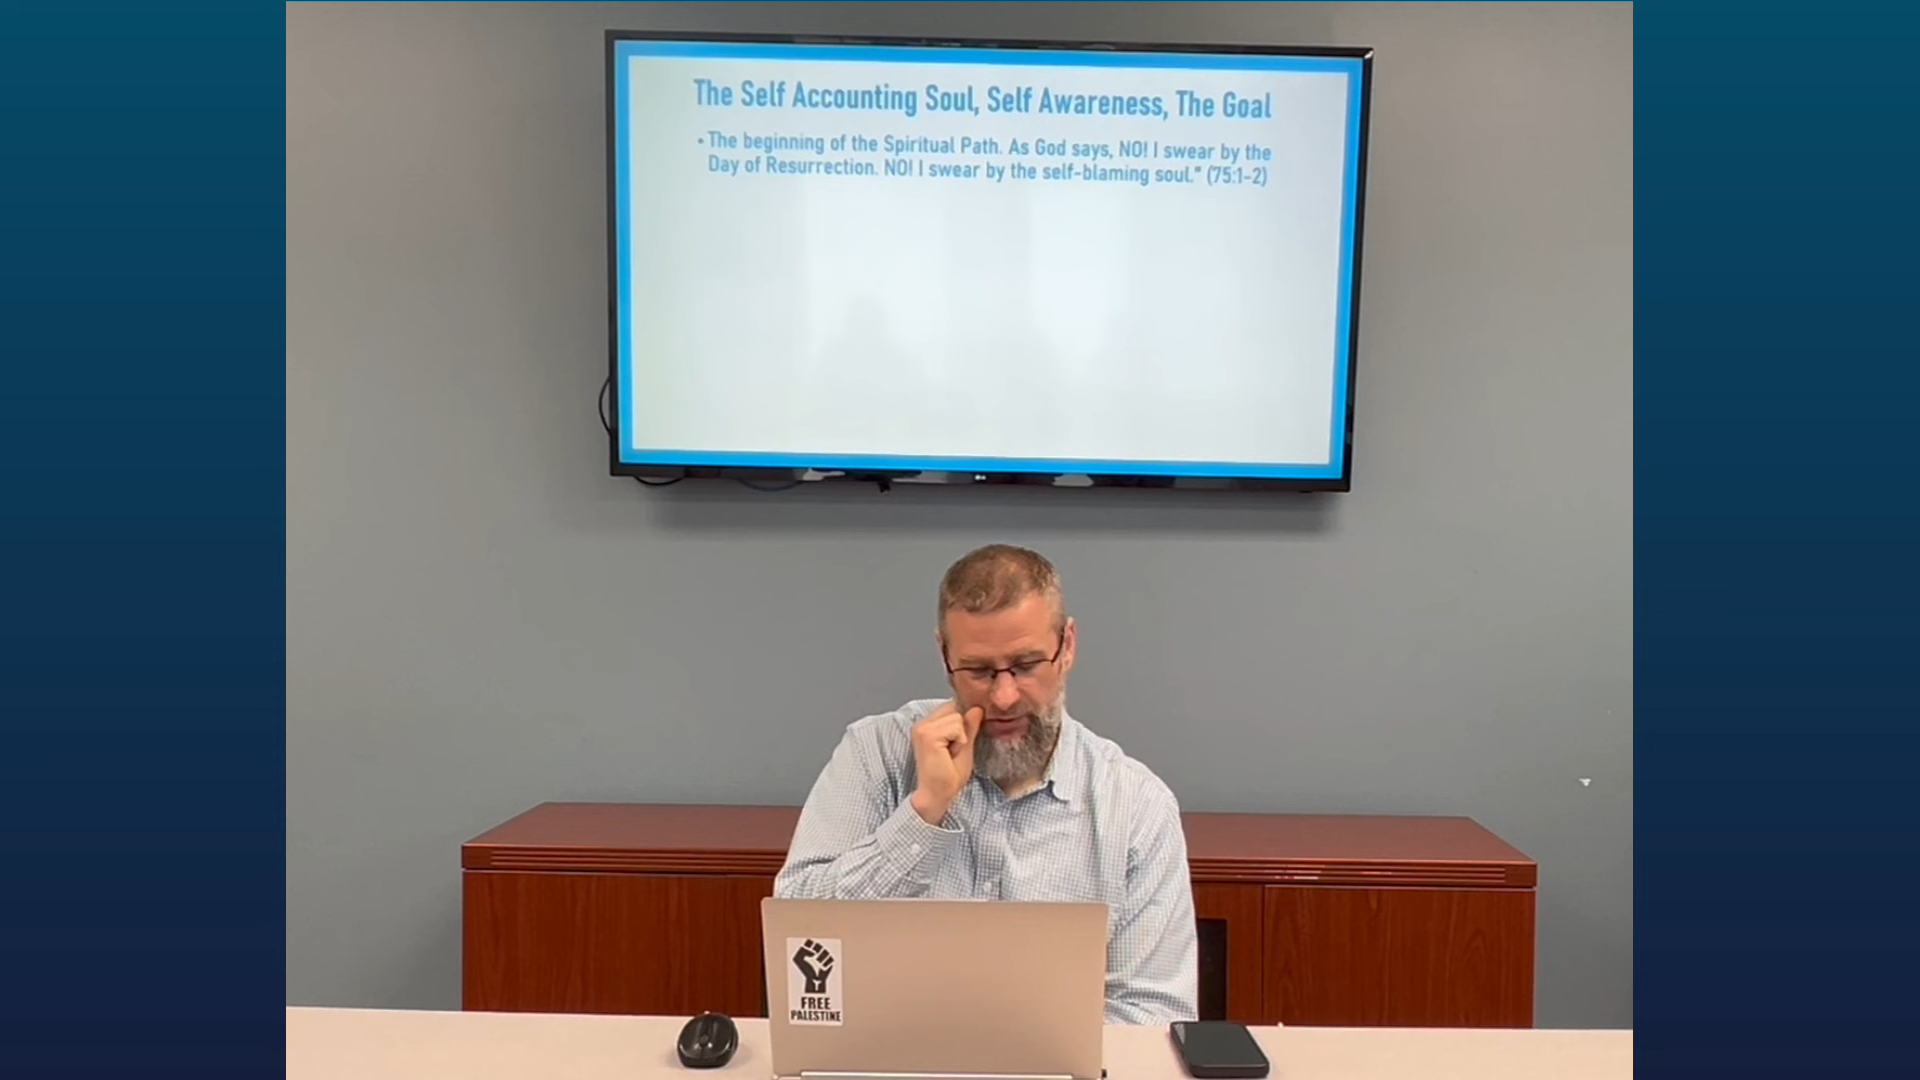 The Self Accounting Soul, Self Awareness, The Goal
• The beginning of the Spiritual Path. As God says, NO! I swear by the
Day of Resurrection. NO! I swear by the self-blaming soul." (75:1-2)
LG
FREE
PALESTINE